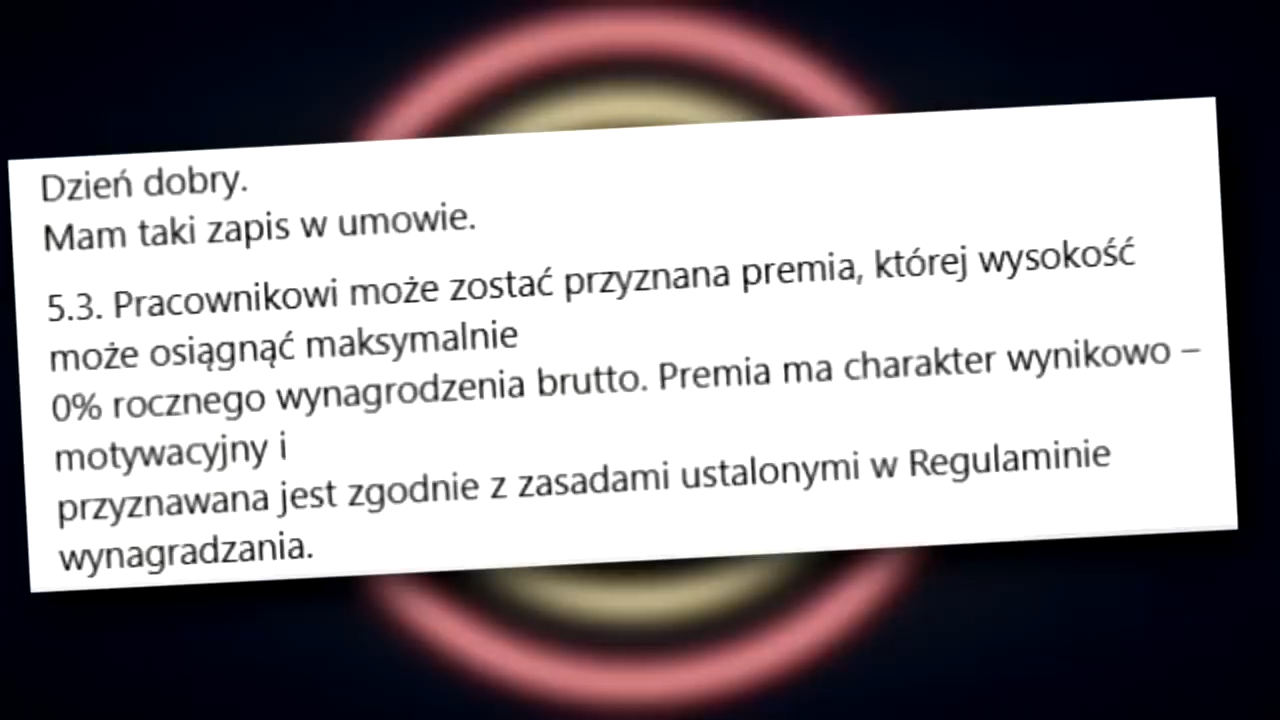 Dzień dobry.
Mam taki zapis w umowie.
5.3. Pracownikowi może zostać przyznana premia, której wysokość
może osiągnąć maksymalnie
0% rocznego wynagrodzenia brutto. Premia ma charakter wynikowo –
motywacyjny i
przyznawana jest zgodnie z zasadami ustalonymi w Regulaminie
wynagradzania.